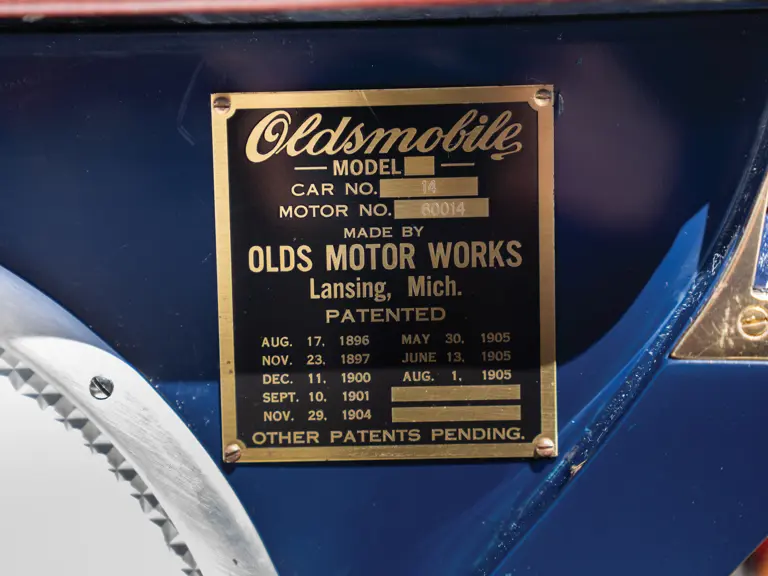 Oldsmobile
MODEL
CAR NO. 14
MOTOR NO. 60014
MADE BY
OLDS MOTOR WORKS
Lansing, Mich.
PATENTED
AUG. 17, 1896 MAY 30, 1905
NOV. 23, 1897 JUNE 13, 1905
DEC. 11, 1900 AUG. 1, 1905
SEPT. 10, 1901
NOV. 29, 1904
OTHER PATENTS PENDING.